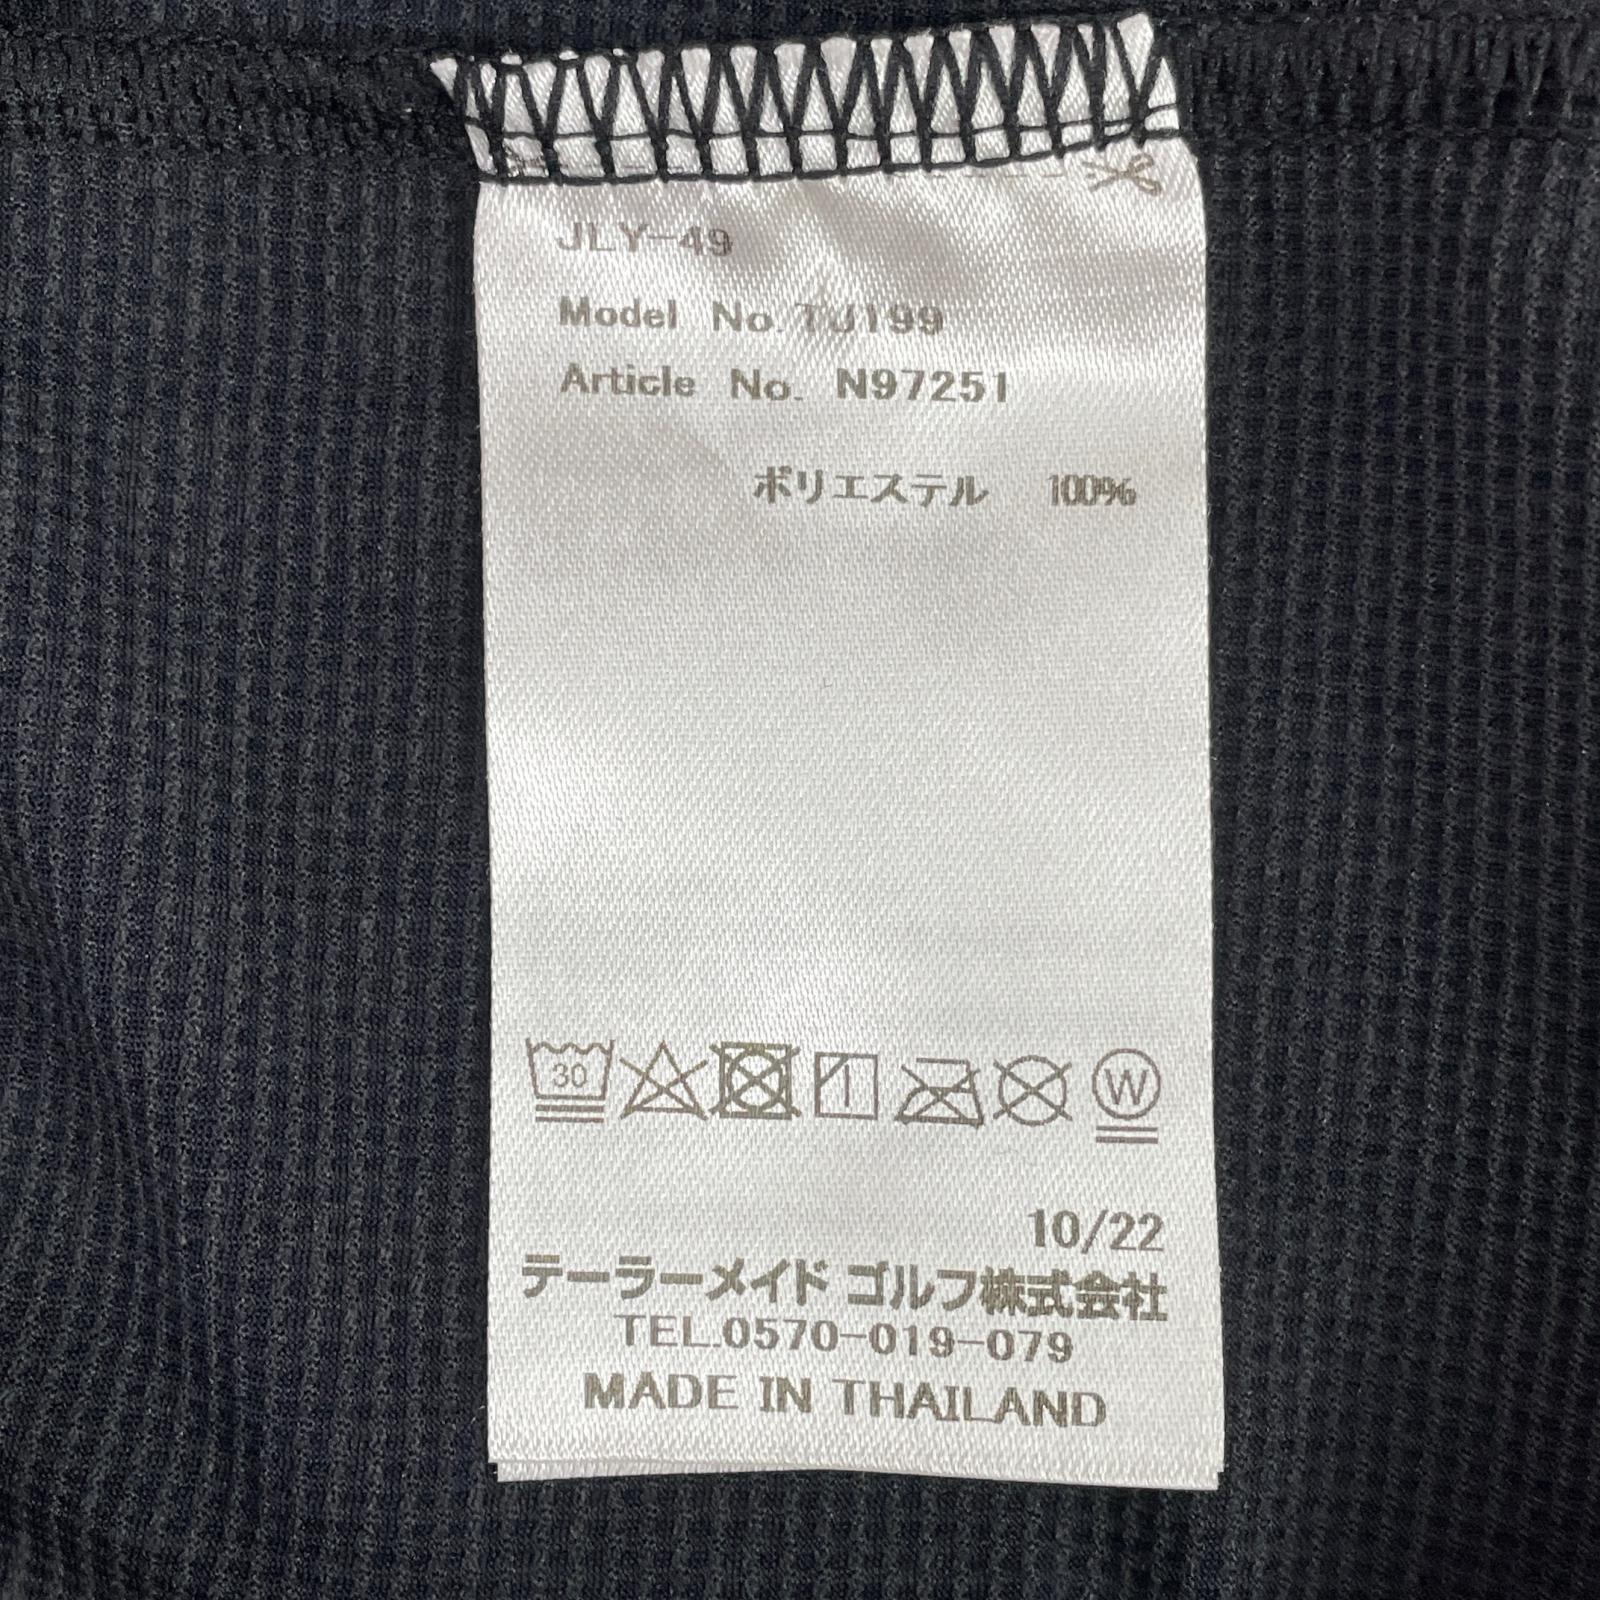 JLY-49
Model No. TJ199
Article No. N97251
ポリエステル 100%
30 W
10/22
テーラーメイド ゴルフ株式会社
TEL.0570-019-079
MADE IN THAILAND